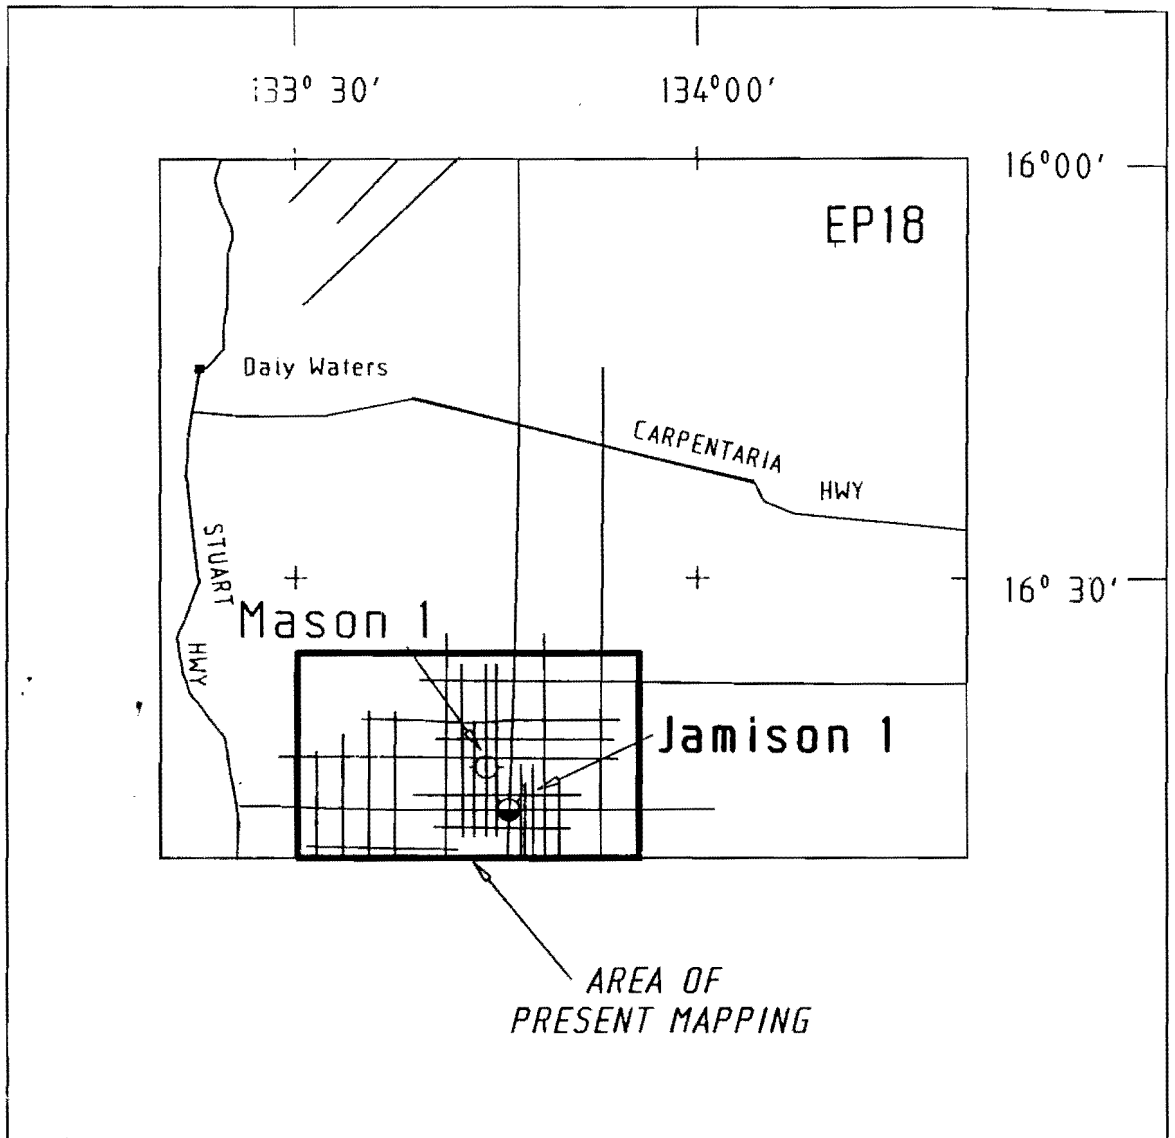 133° 30'
134°00'
16°00'
EP18
Daly Waters
CARPENTARIA
HWY
STUART
HWY
16° 30'
Mason 1
Jamison 1
AREA OF
PRESENT MAPPING